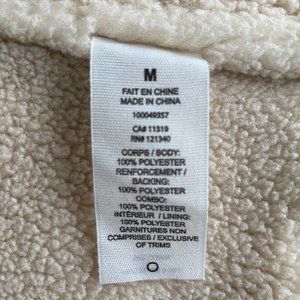 M
FAIT EN CHINE
MADE IN CHINA
100049357
CA# 11319
RN# 121340
CORPS / BODY:
100% POLYESTER
RENFORCEMENT /
BACKING:
100% POLYESTER
COMBO:
100% POLYESTER
INTÉRIEUR / LINING:
100% POLYESTER
GARNITURES NON
COMPRISES / EXCLUSIVE
OF TRIMS